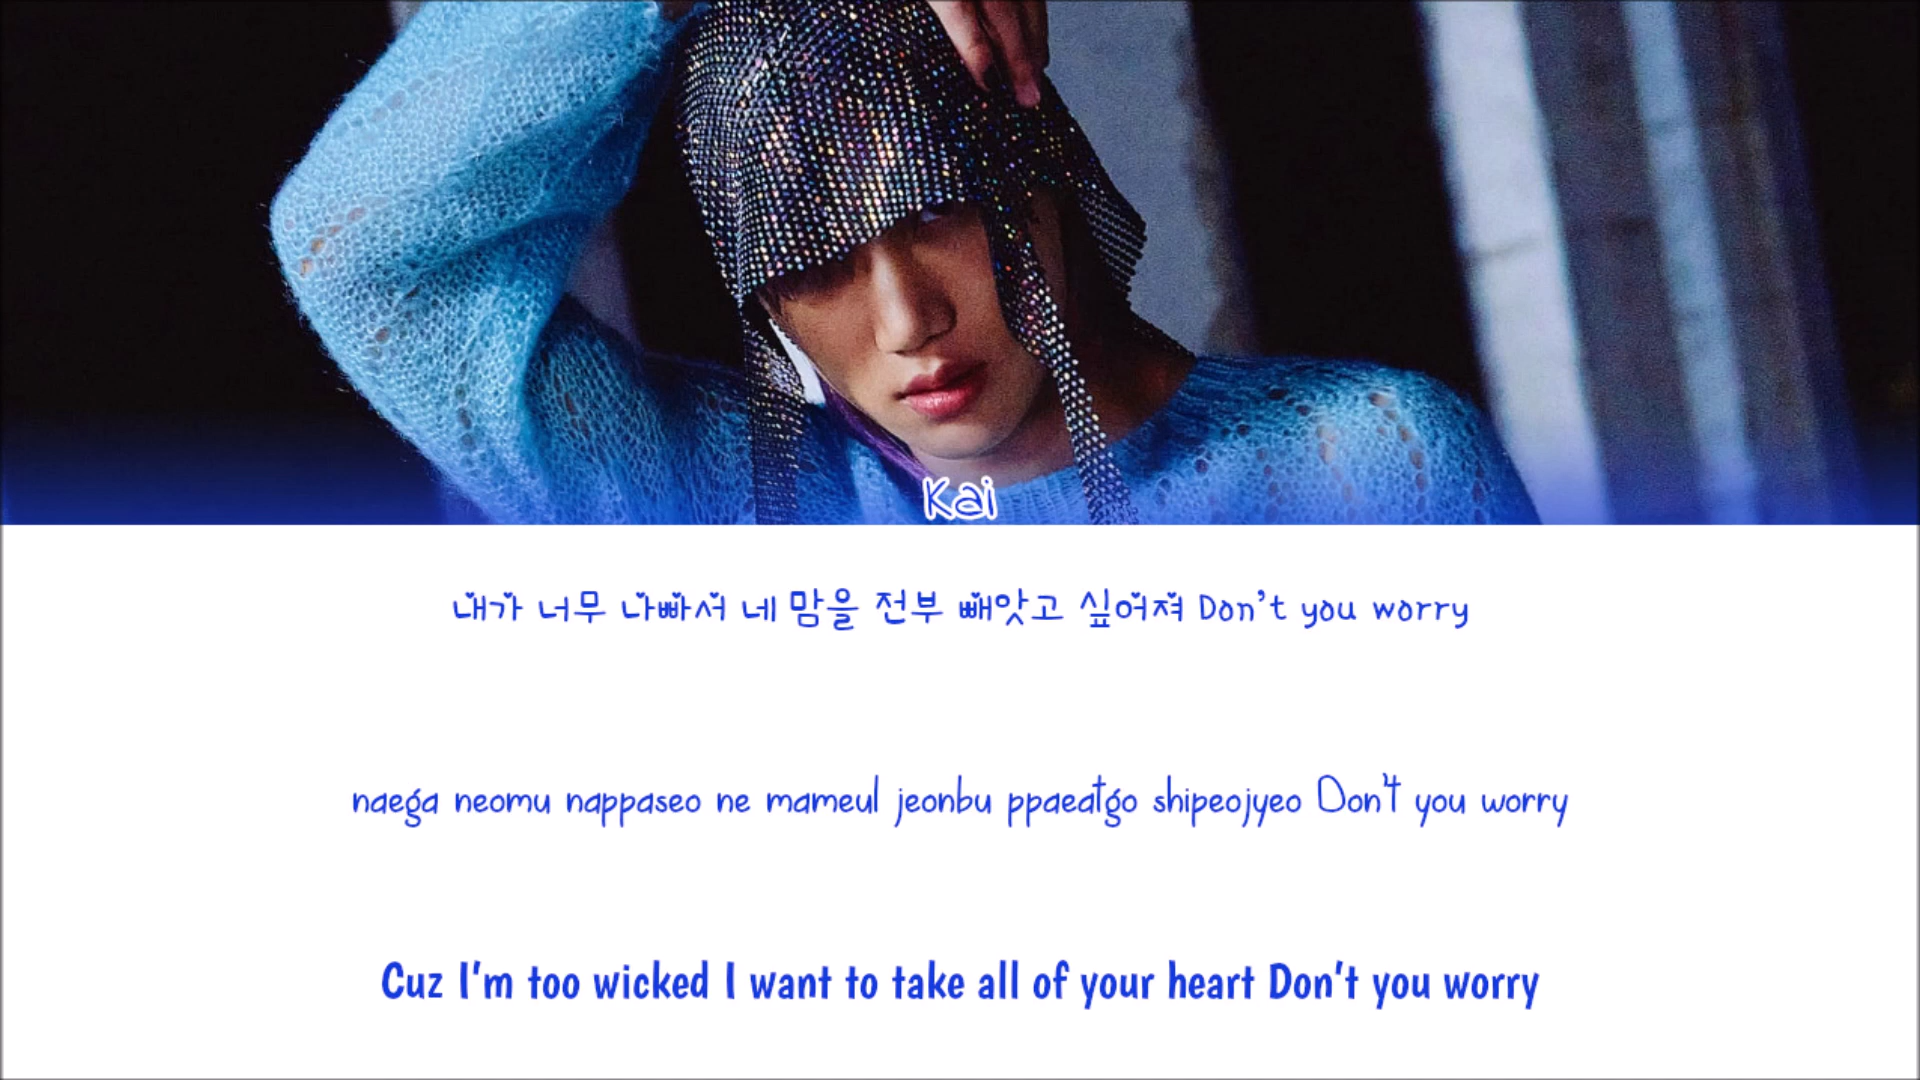 Kai
내가 너무 나빠서 네 맘을 전부 빼앗고 싶어져 Don't you worry
naega neomu nappaseo ne mameul jeonbu ppaeatgo shipeojyeo Don't you worry
Cuz I'm too wicked I want to take all of your heart Don't you worry